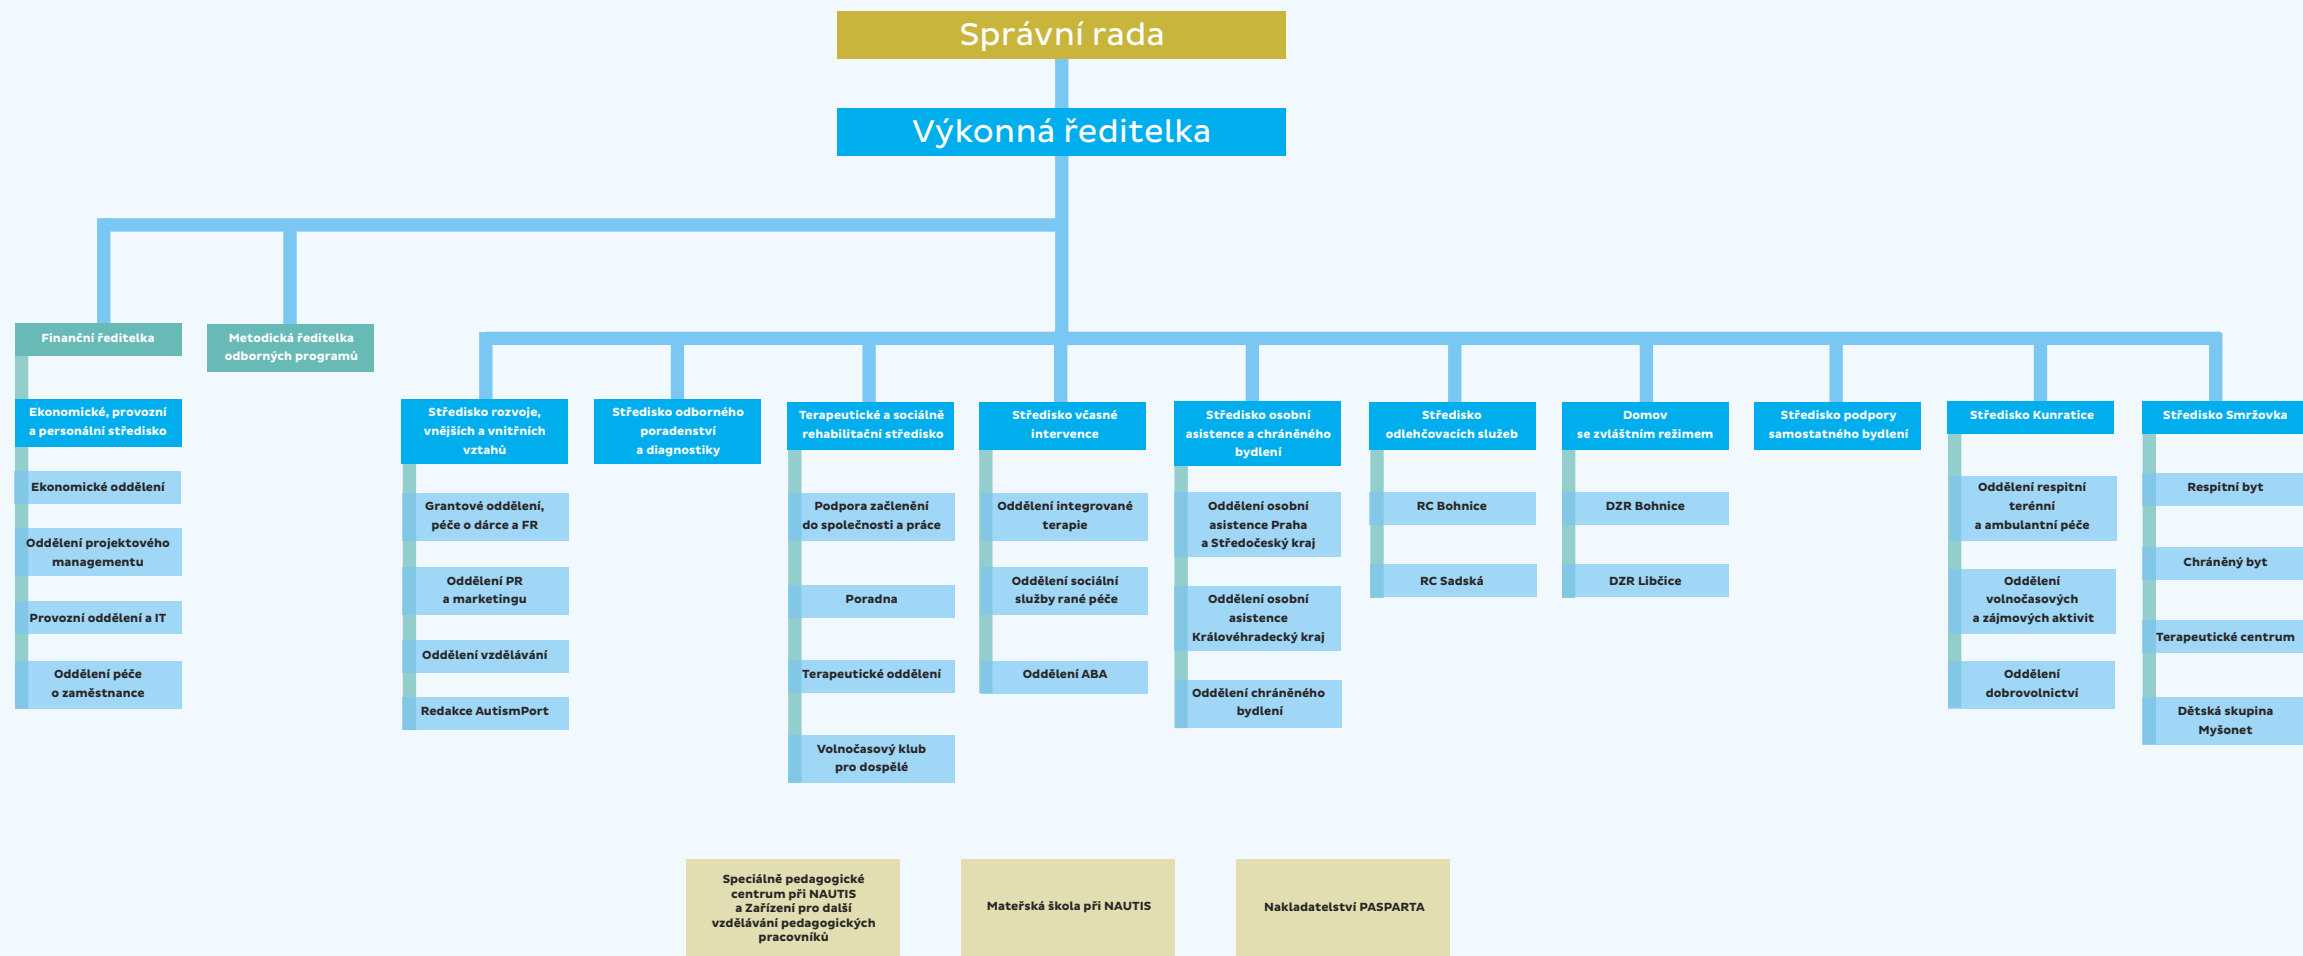 Správní rada
Výkonná ředitelka
Finanční ředitelka
Metodická ředitelka
odborných programů
Ekonomické, provozní
a personální středisko
Ekonomické oddělení
Oddělení projektového
managementu
Provozní oddělení a IT
Oddělení péče
o zaměstnance
Středisko rozvoje,
vnějších a vnitřních
vztahů
Grantové oddělení,
péče o dárce a FR
Oddělení PR
a marketingu
Oddělení vzdělávání
Redakce AutismPort
Středisko odborného
poradenství
a diagnostiky
Terapeutické a sociálně
rehabilitační středisko
Podpora začlenění
do společnosti a práce
Poradna
Terapeutické oddělení
Volnočasový klub
pro dospělé
Středisko včasné
intervence
Oddělení integrované
terapie
Oddělení sociální
služby rané péče
Oddělení ABA
Středisko osobní
asistence a chráněného
bydlení
Oddělení osobní
asistence Praha
a Středočeský kraj
Oddělení osobní
asistence
Královéhradecký kraj
Oddělení chráněného
bydlení
Středisko
odlehčovacích služeb
RC Bohnice
RC Sadská
Domov
se zvláštním režimem
DZR Bohnice
DZR Libčice
Středisko podpory
samostatného bydlení
Středisko Kunratice
Oddělení respitní
terénní
a ambulantní péče
Oddělení
volnočasových
a zájmových aktivit
Oddělení
dobrovolnictví
Středisko Smržovka
Respitní byt
Chráněný byt
Terapeutické centrum
Dětská skupina
Myšonet
Speciálně pedagogické
centrum při NAUTIS
a Zařízení pro další
vzdělávání pedagogických
pracovníků
Mateřská škola při NAUTIS
Nakladatelství PASPARTA